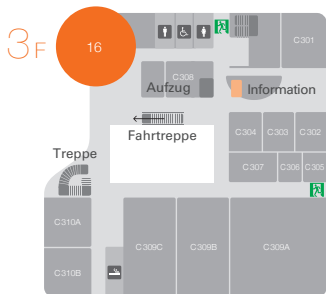 3F
16
C301
C308
Aufzug
Information
Fahrtreppe
C304
C303
C302
Treppe
C307
C306
C305
C310A
C309C
C309B
C309A
C310B